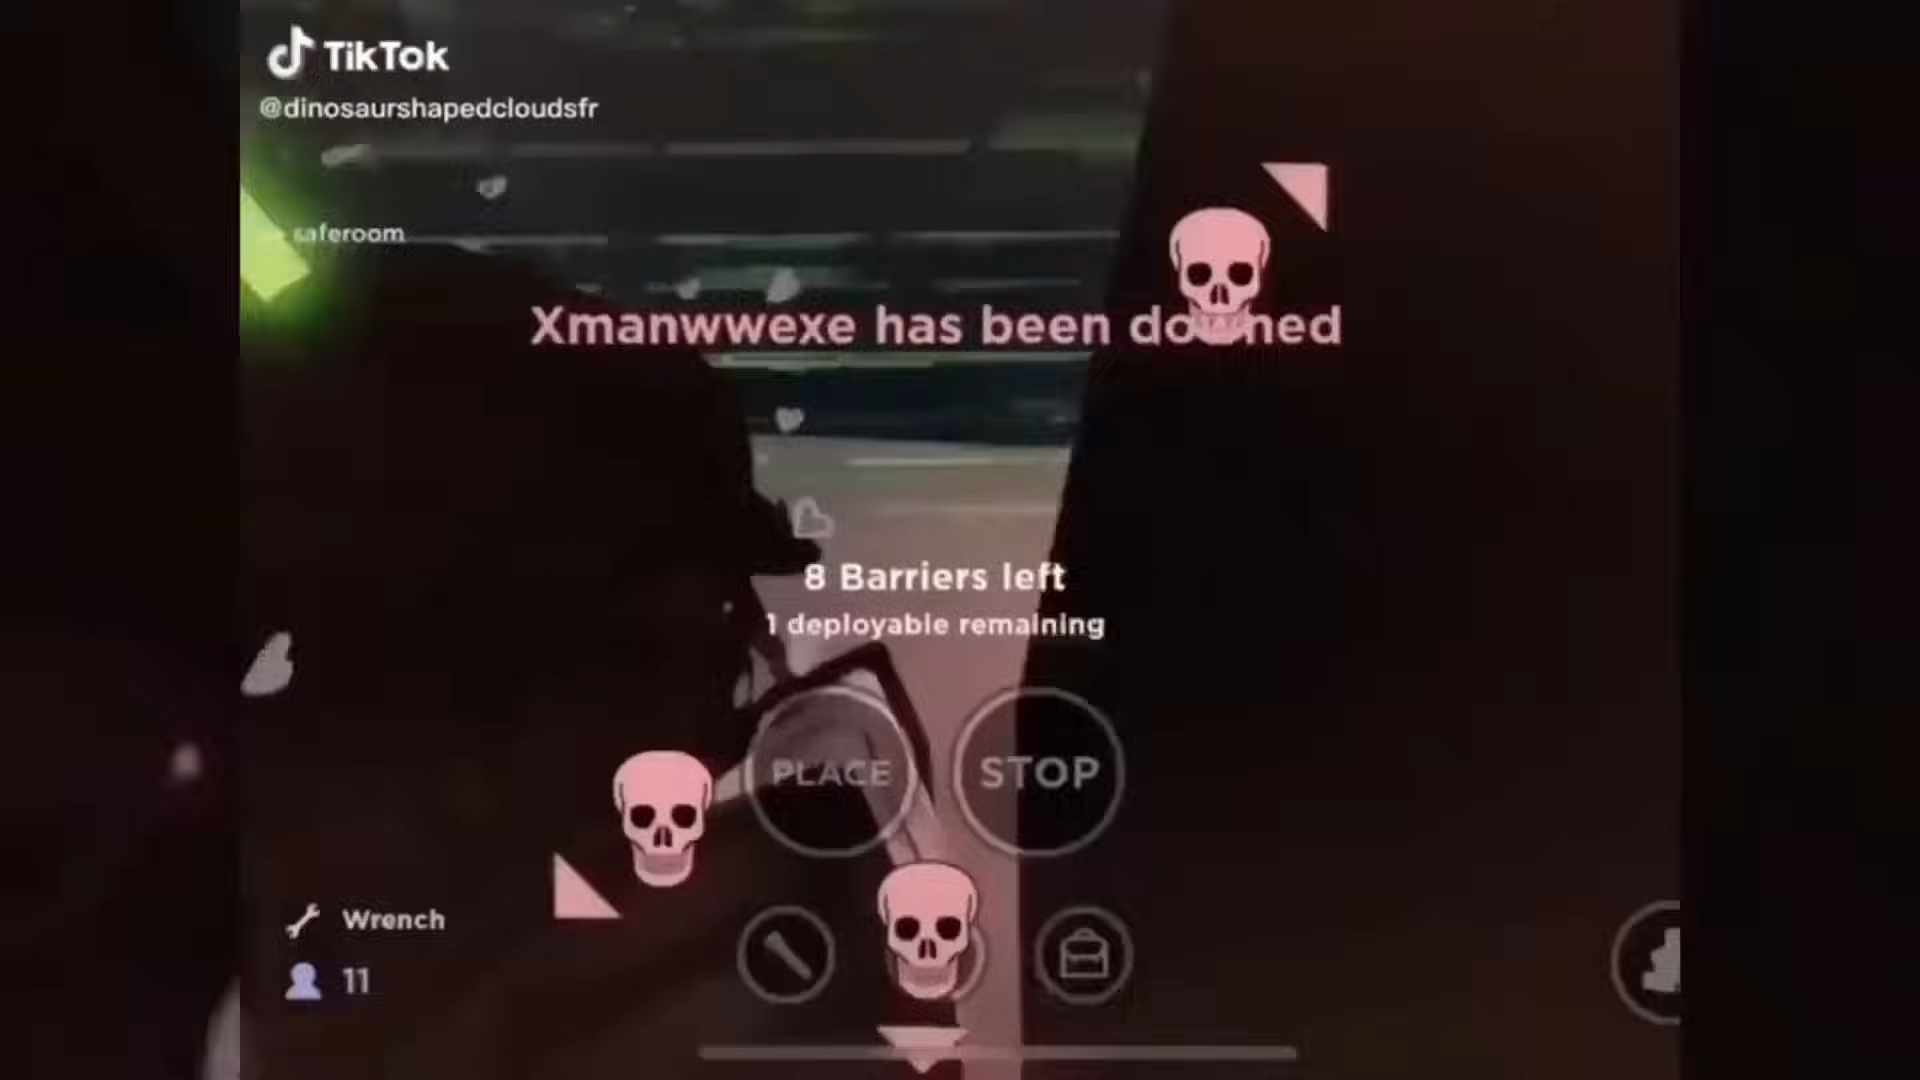 TikTok
@dinosaurshapedcloudsfr
saferoom
Xmanwwexe has been downed
8 Barriers left
1 deployable remaining
PLACE
STOP
Wrench
11